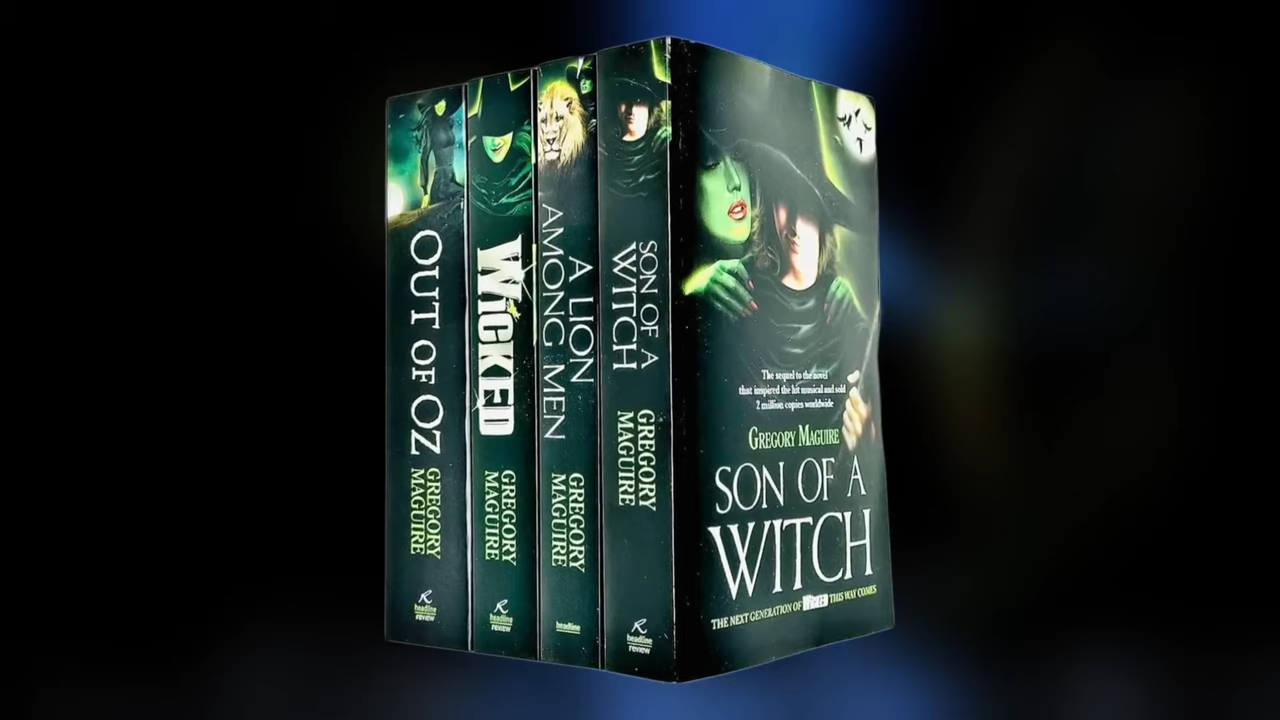 OUT OF OZ
GREGORY
MAGUIRE
R
headline
review
WICKED
GREGORY
MAGUIRE
R
headline
review
A LION
AMONG MEN
GREGORY
MAGUIRE
headline
SON OF A
WITCH
GREGORY
MAGUIRE
R
headline
review
The sequel to the novel
that inspired the hit musical and sold
2 million copies worldwide
GREGORY MAGUIRE
SON OF A
WITCH
THE NEXT GENERATION OF WICKED THIS WAY COMES